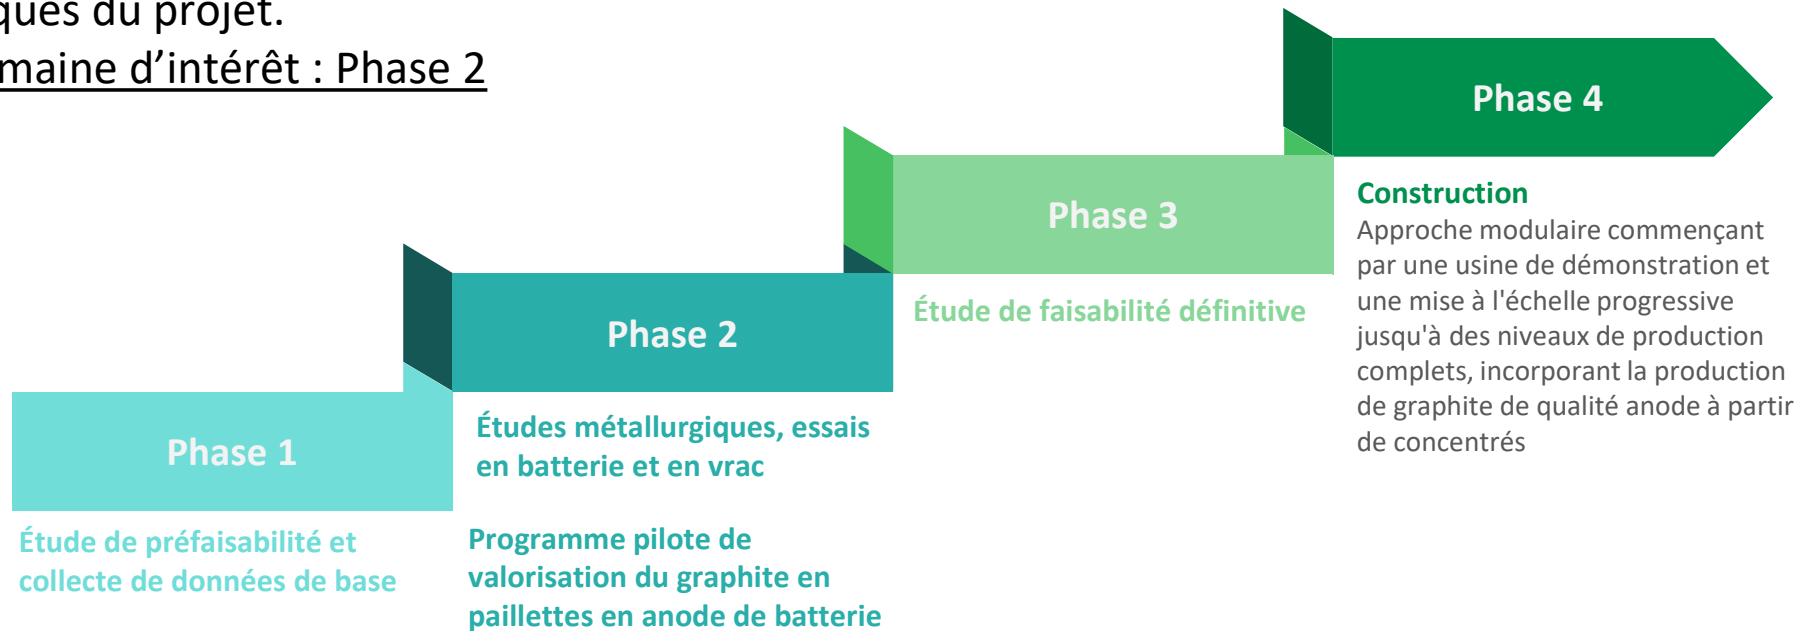 ques du projet.
maine d’intérêt : Phase 2
Phase 1
Étude de préfaisabilité et
collecte de données de base
Phase 2
Études métallurgiques, essais
en batterie et en vrac
Programme pilote de
valorisation du graphite en
paillettes en anode de batterie
Phase 3
Étude de faisabilité définitive
Phase 4
Construction
Approche modulaire commençant
par une usine de démonstration et
une mise à l'échelle progressive
jusqu'à des niveaux de production
complets, incorporant la production
de graphite de qualité anode à partir
de concentrés